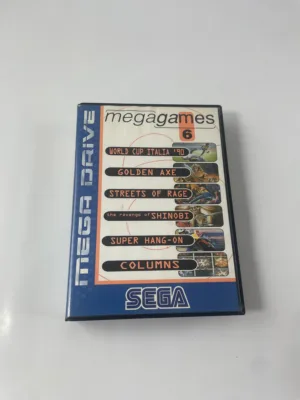 megagames
6
WORLD CUP ITALIA '90
GOLDEN AXE
STREETS OF RAGE
the revenge of SHINOBI
SUPER HANG-ON
COLUMNS
SEGA
MEGA DRIVE